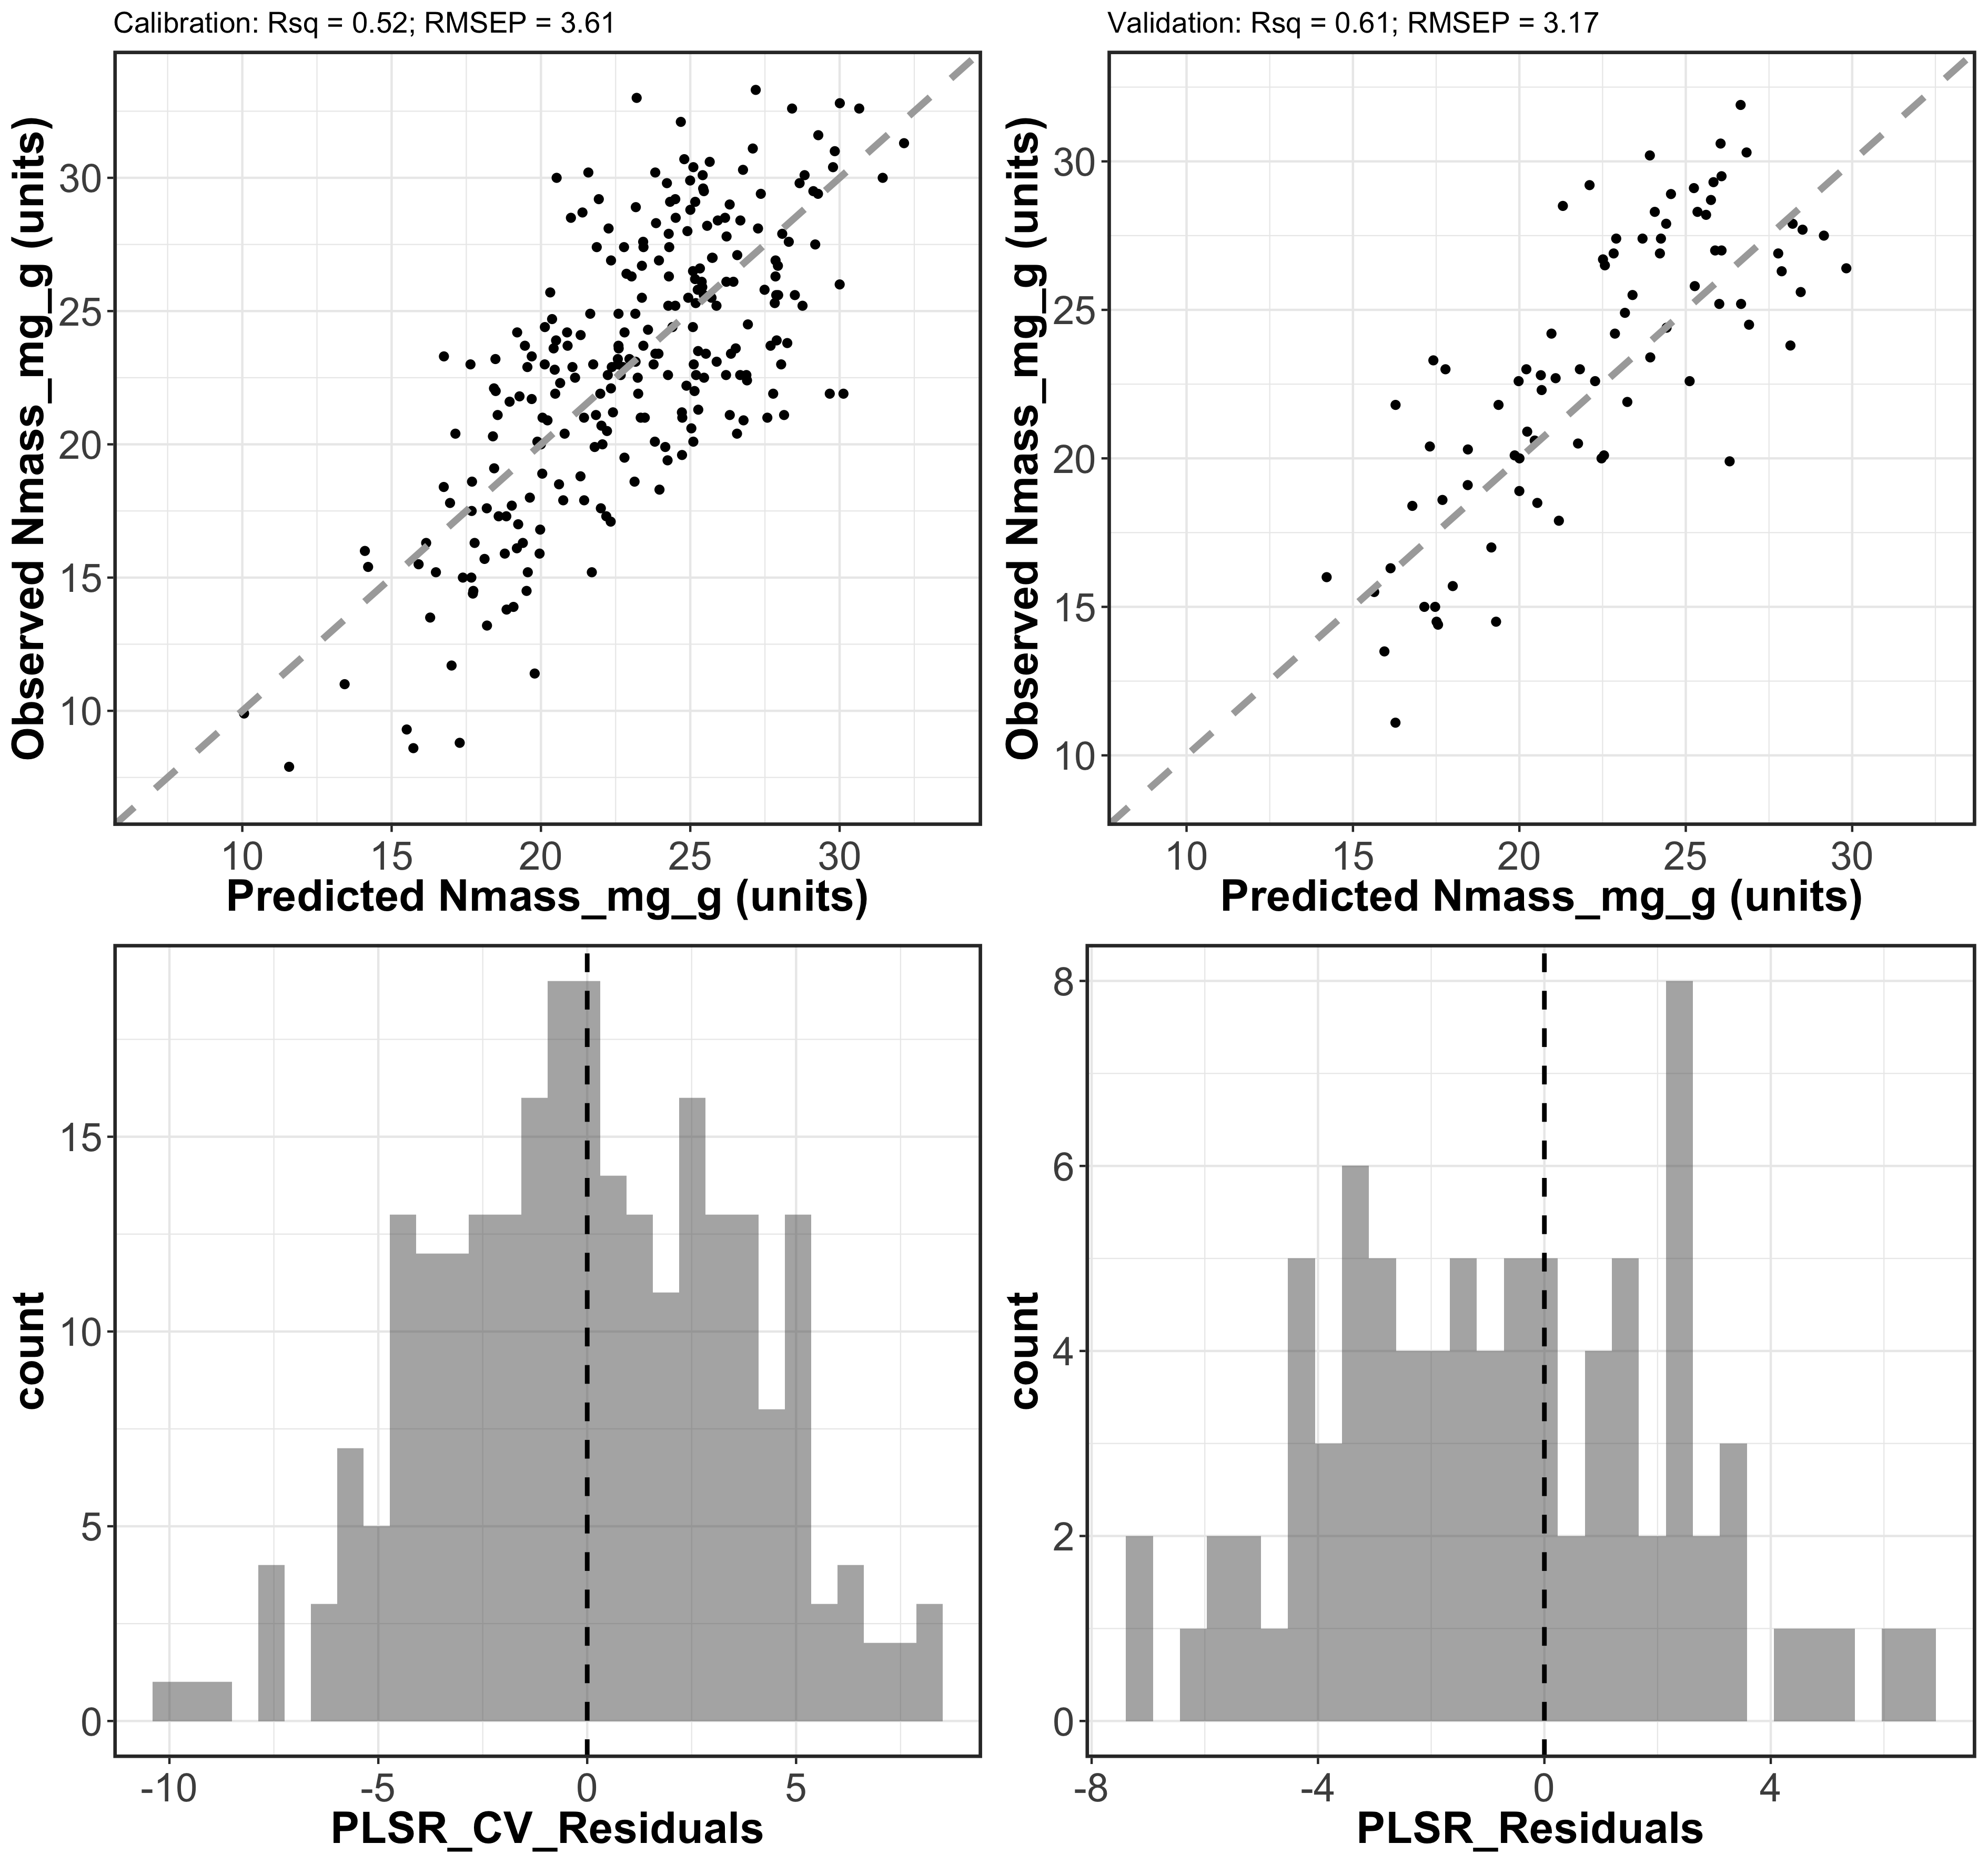 Calibration: Rsq = 0.52; RMSEP = 3.61
Observed Nmass_mg_g (units)
30
25
20
15
10
10 15 20 25 30
Predicted Nmass_mg_g (units)
Validation: Rsq = 0.61; RMSEP = 3.17
Observed Nmass_mg_g (units)
30
25
20
15
10
10 15 20 25 30
Predicted Nmass_mg_g (units)
count
15
10
5
0
-10 -5 0 5
PLSR_CV_Residuals
count
8
6
4
2
0
-8 -4 0 4
PLSR_Residuals